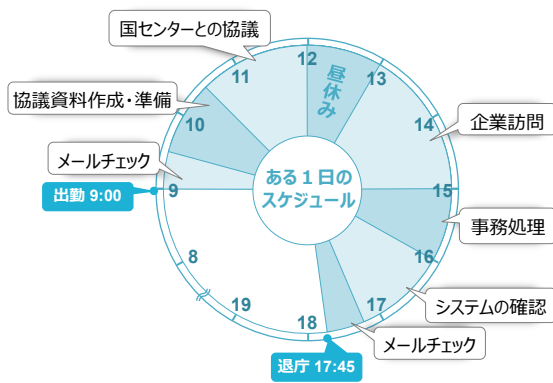 国センターとの協議
協議資料作成・準備
メールチェック
出勤 9:00
企業訪問
事務処理
システムの確認
メールチェック
退庁 17:45
ある１日の
スケジュール
昼休み
8
9
10
11
12
13
14
15
16
17
18
19